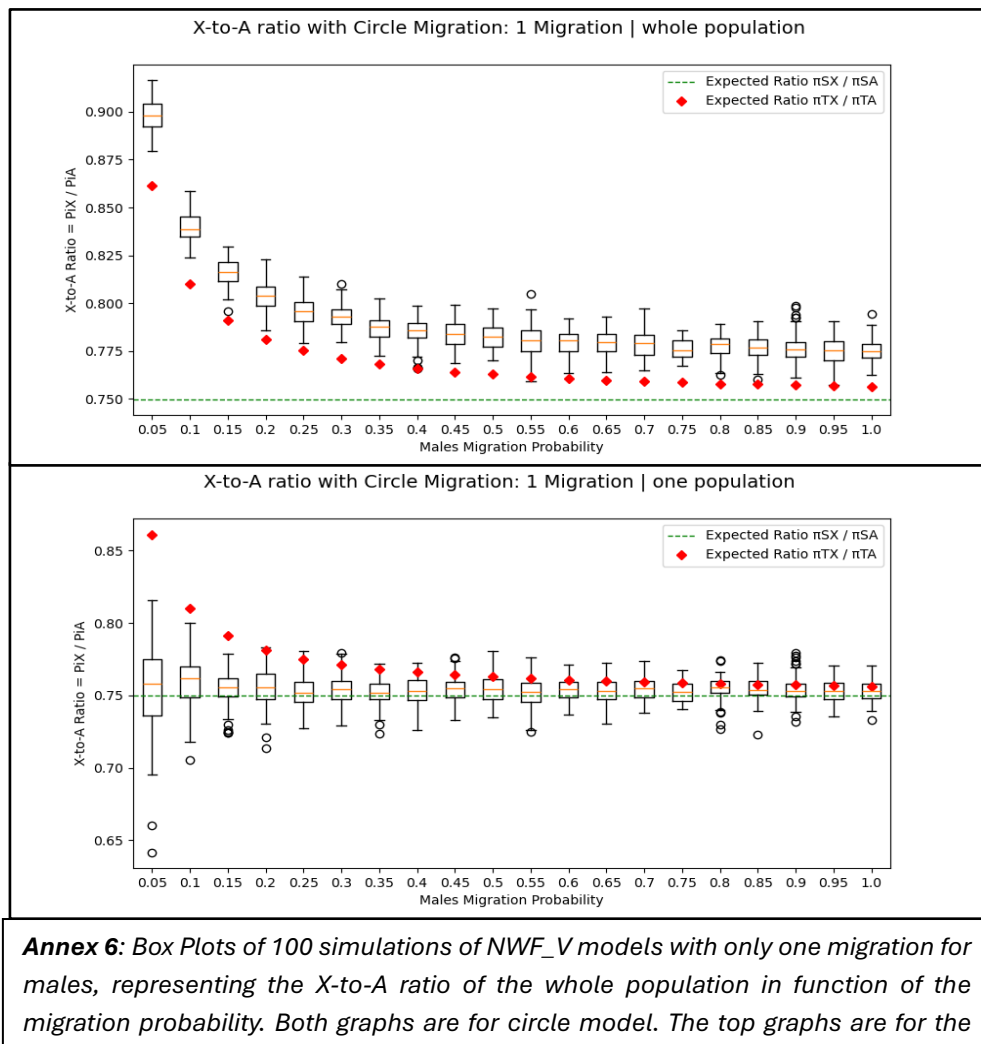 X-to-A ratio with Circle Migration: 1 Migration | whole population
Expected Ratio πSX / πSA
Expected Ratio πTX / πTA
X-to-A Ratio = PiX / PiA
0.900
0.875
0.850
0.825
0.800
0.775
0.750
0.05 0.1 0.15 0.2 0.25 0.3 0.35 0.4 0.45 0.5 0.55 0.6 0.65 0.7 0.75 0.8 0.85 0.9 0.95 1.0
Males Migration Probability
X-to-A ratio with Circle Migration: 1 Migration | one population
Expected Ratio πSX / πSA
Expected Ratio πTX / πTA
X-to-A Ratio = PiX / PiA
0.85
0.80
0.75
0.70
0.65
0.05 0.1 0.15 0.2 0.25 0.3 0.35 0.4 0.45 0.5 0.55 0.6 0.65 0.7 0.75 0.8 0.85 0.9 0.95 1.0
Males Migration Probability
Annex 6: Box Plots of 100 simulations of NWF_V models with only one migration for
males, representing the X-to-A ratio of the whole population in function of the
migration probability. Both graphs are for circle model. The top graphs are for the